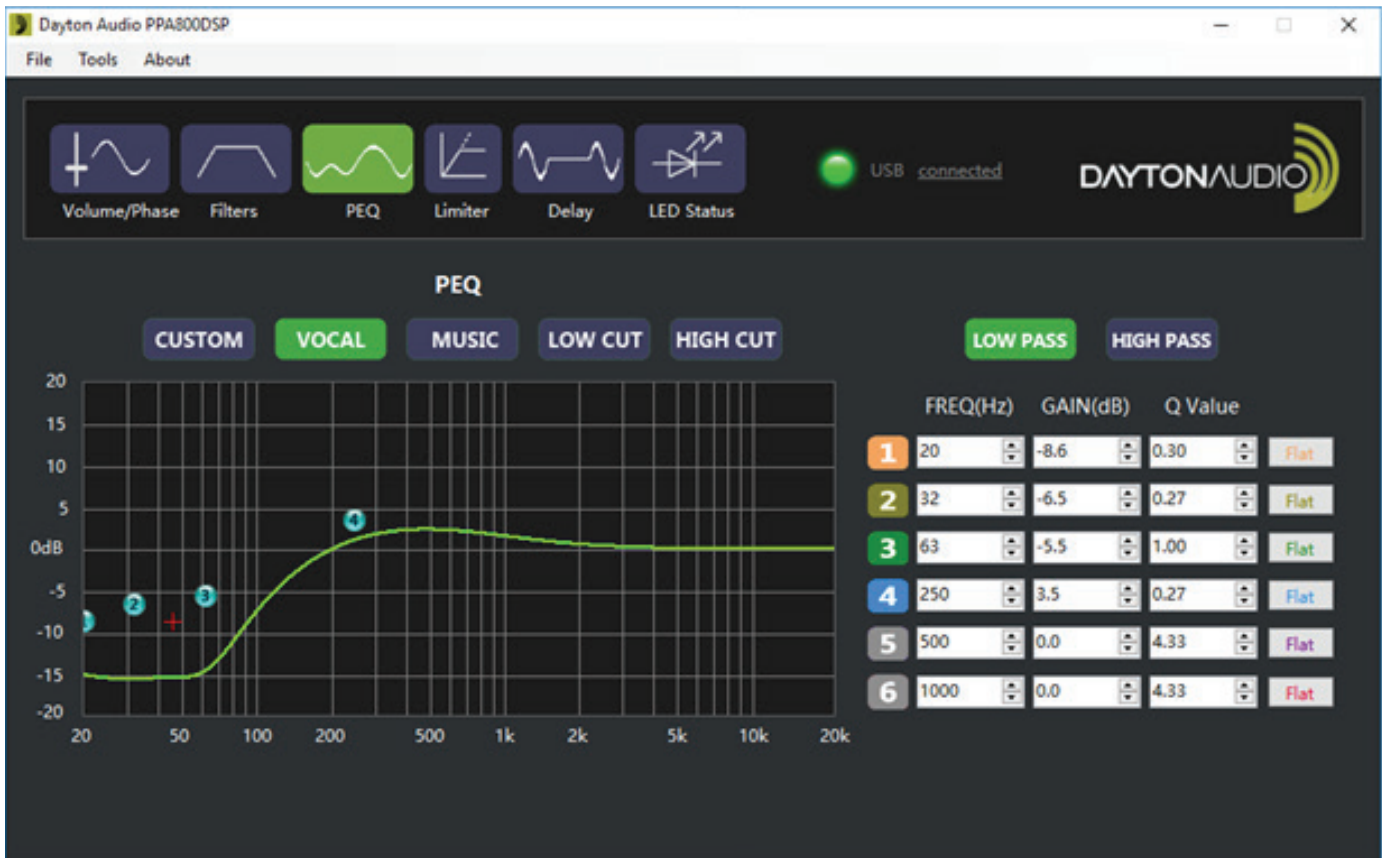 Dayton Audio PPA800DSP
File Tools About
Volume/Phase Filters PEQ Limiter Delay LED Status
USB connected
DAYTONAUDIO
PEQ
CUSTOM VOCAL MUSIC LOW CUT HIGH CUT
LOW PASS HIGH PASS
20
15
10
5
0dB
-5
-10
-15
-20
4
2
3
20 50 100 200 500 1k 2k 5k 10k 20k
FREQ(Hz) GAIN(dB) Q Value
1 20 -8.6 0.30 Flat
2 32 -6.5 0.27 Flat
3 63 -5.5 1.00 Flat
4 250 3.5 0.27 Flat
5 500 0.0 4.33 Flat
6 1000 0.0 4.33 Flat